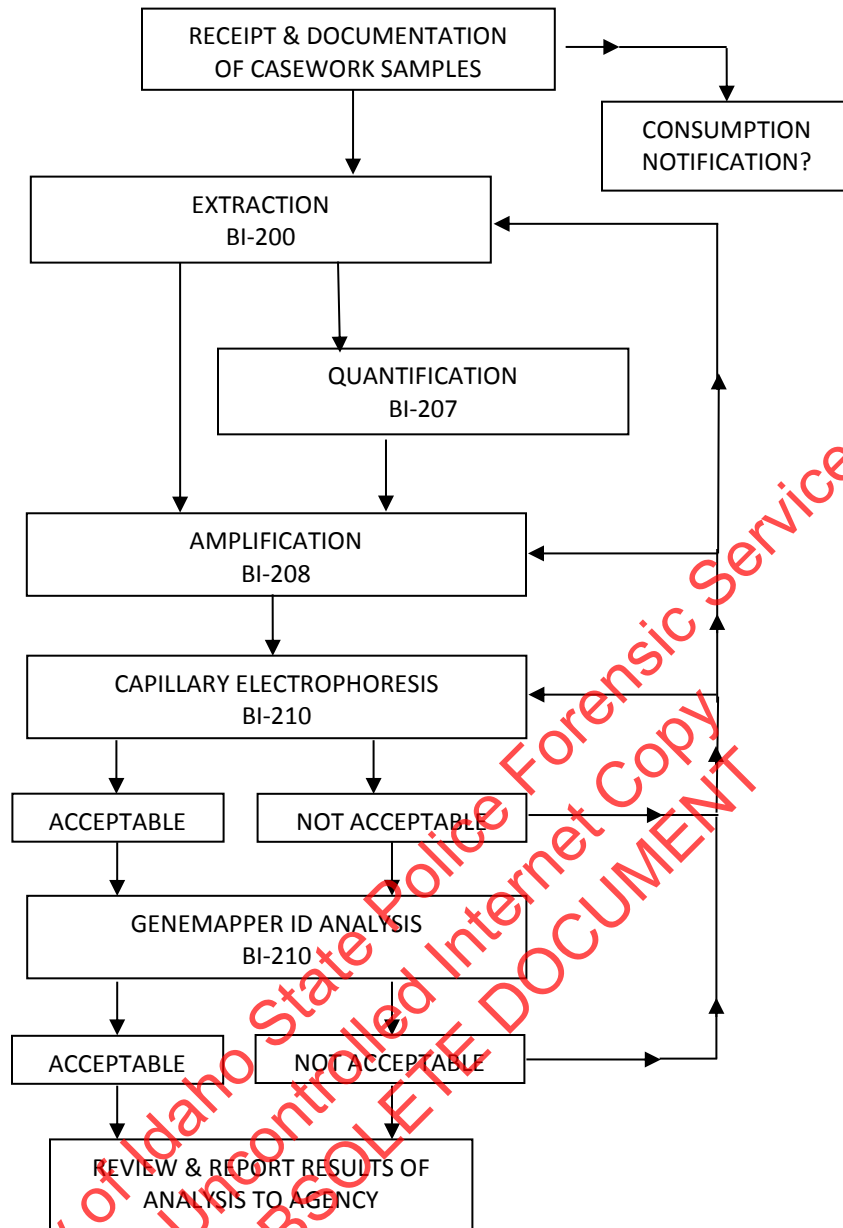 RECEIPT & DOCUMENTATION
OF CASEWORK SAMPLES
CONSUMPTION
NOTIFICATION?
EXTRACTION
BI-200
QUANTIFICATION
BI-207
AMPLIFICATION
BI-208
CAPILLARY ELECTROPHORESIS
BI-210
ACCEPTABLE
NOT ACCEPTABLE
GENEMAPPER ID ANALYSIS
BI-210
ACCEPTABLE
NOT ACCEPTABLE
REVIEW & REPORT RESULTS OF
ANALYSIS TO AGENCY
of Idaho State Police Forensic Service
Uncontrolled Internet Copy
OBSOLETE DOCUMENT